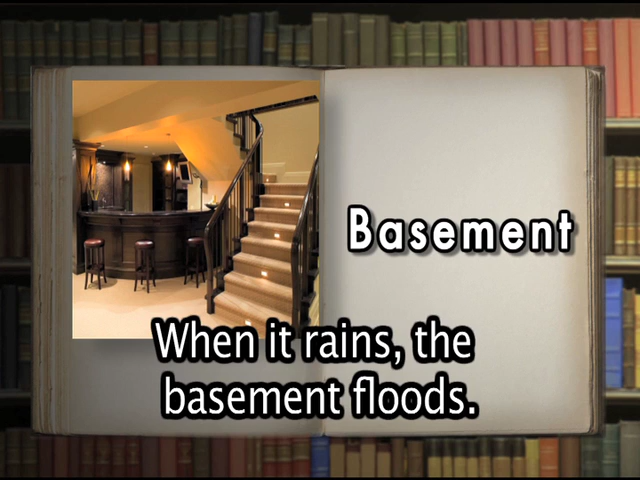 Basement
When it rains, the
basement floods.